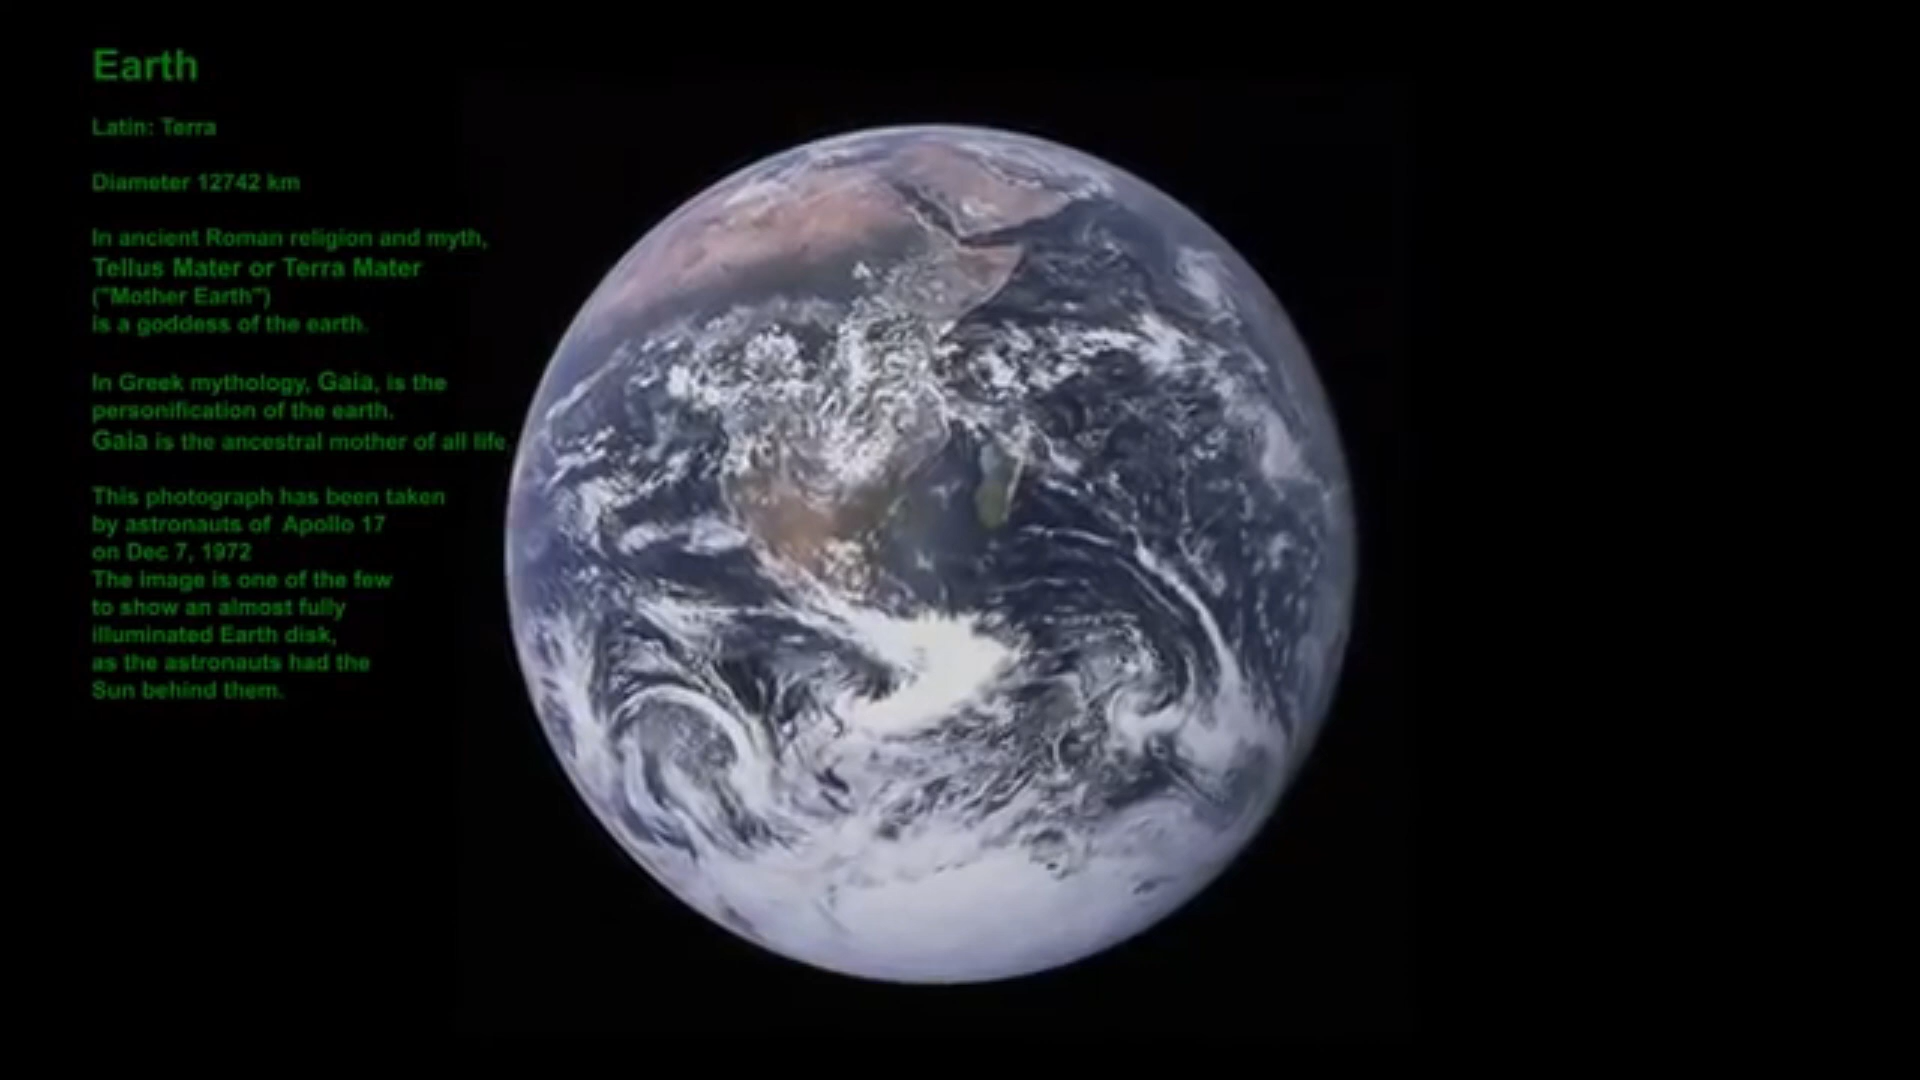 Earth
Latin: Terra
Diameter 12742 km
In ancient Roman religion and myth,
Tellus Mater or Terra Mater
("Mother Earth")
is a goddess of the earth.
In Greek mythology, Gaia, is the
personification of the earth.
Gaia is the ancestral mother of all life.
This photograph has been taken
by astronauts of Apollo 17
on Dec 7, 1972
The image is one of the few
to show an almost fully
illuminated Earth disk,
as the astronauts had the
Sun behind them.